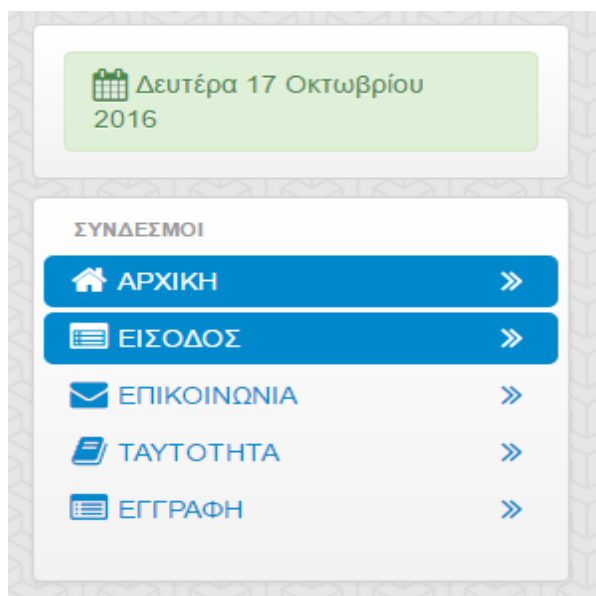 Δευτέρα 17 Οκτωβρίου
2016
ΣΥΝΔΕΣΜΟΙ
ΑΡΧΙΚΗ
ΕΙΣΟΔΟΣ
ΕΠΙΚΟΙΝΩΝΙΑ
ΤΑΥΤΟΤΗΤΑ
ΕΓΓΡΑΦΗ